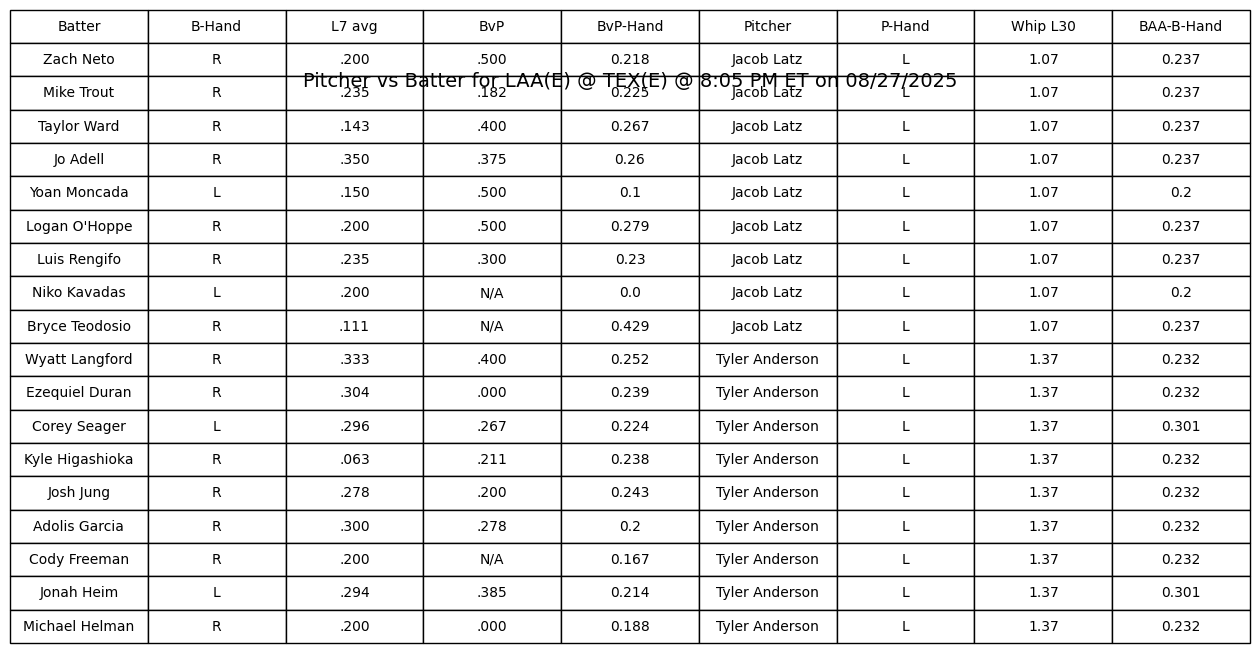 Batter B-Hand L7 avg BvP BvP-Hand Pitcher P-Hand Whip L30 BAA-B-Hand
Zach Neto R .200 .500 0.218 Jacob Latz L 1.07 0.237
Pitcher vs Batter for LAA(E) @ TEX(E) @ 8:05 PM ET on 08/27/2025
Mike Trout R .235 .182 0.225 Jacob Latz L 1.07 0.237
Taylor Ward R .143 .400 0.267 Jacob Latz L 1.07 0.237
Jo Adell R .350 .375 0.26 Jacob Latz L 1.07 0.237
Yoan Moncada L .150 .500 0.1 Jacob Latz L 1.07 0.2
Logan O'Hoppe R .200 .500 0.279 Jacob Latz L 1.07 0.237
Luis Rengifo R .235 .300 0.23 Jacob Latz L 1.07 0.237
Niko Kavadas L .200 N/A 0.0 Jacob Latz L 1.07 0.2
Bryce Teodosio R .111 N/A 0.429 Jacob Latz L 1.07 0.237
Wyatt Langford R .333 .400 0.252 Tyler Anderson L 1.37 0.232
Ezequiel Duran R .304 .000 0.239 Tyler Anderson L 1.37 0.232
Corey Seager L .296 .267 0.224 Tyler Anderson L 1.37 0.301
Kyle Higashioka R .063 .211 0.238 Tyler Anderson L 1.37 0.232
Josh Jung R .278 .200 0.243 Tyler Anderson L 1.37 0.232
Adolis Garcia R .300 .278 0.2 Tyler Anderson L 1.37 0.232
Cody Freeman R .200 N/A 0.167 Tyler Anderson L 1.37 0.232
Jonah Heim L .294 .385 0.214 Tyler Anderson L 1.37 0.301
Michael Helman R .200 .000 0.188 Tyler Anderson L 1.37 0.232